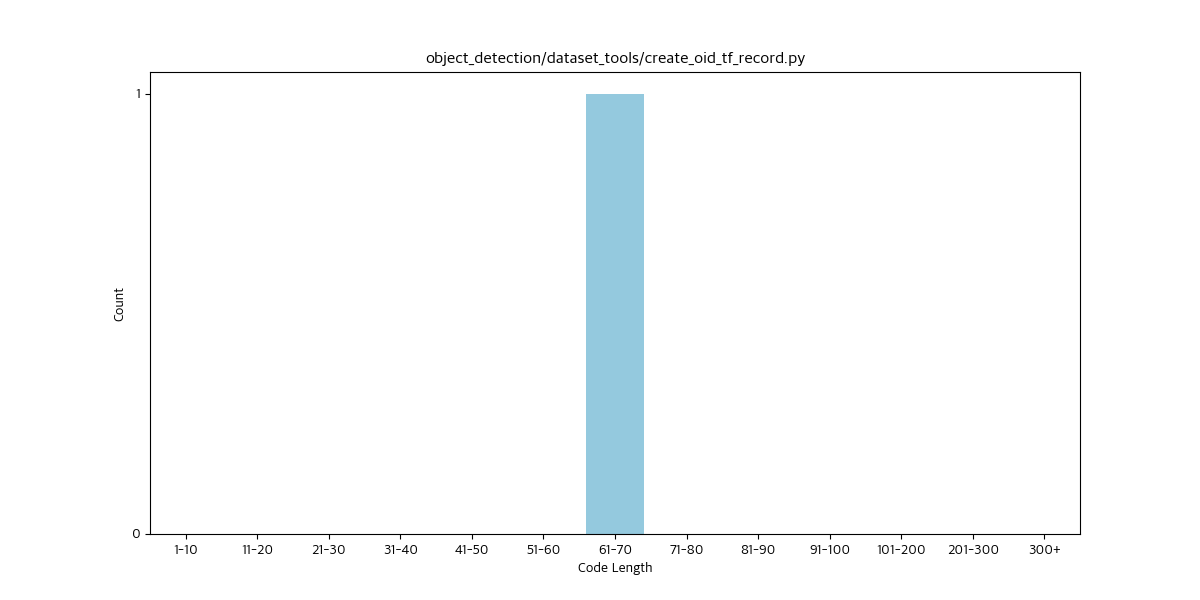 object_detection/dataset_tools/create_oid_tf_record.py
1
Count
0
1-10 11-20 21-30 31-40 41-50 51-60 61-70 71-80 81-90 91-100 101-200 201-300 300+
Code Length